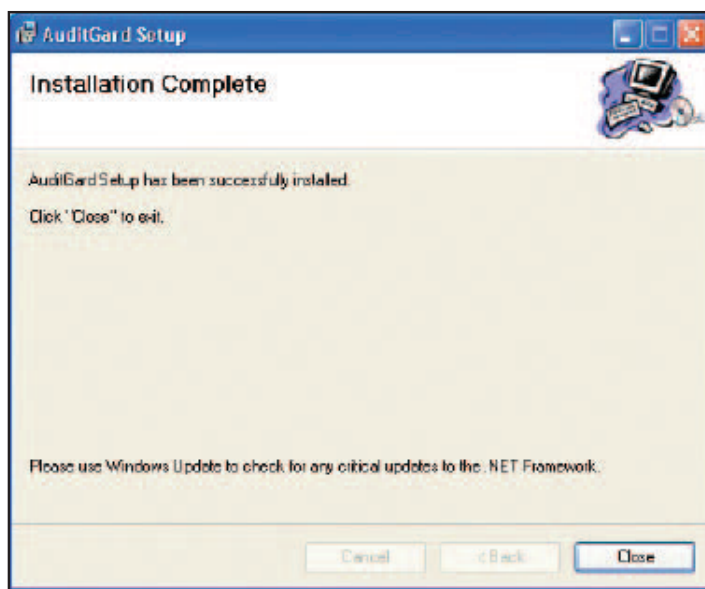 AuditGard Setup
Installation Complete
AuditGard Setup has been successfully installed.
Click "Close" to exit.
Please use Windows Update to check for any critical updates to the .NET Framework.
Cancel
< Back
Close